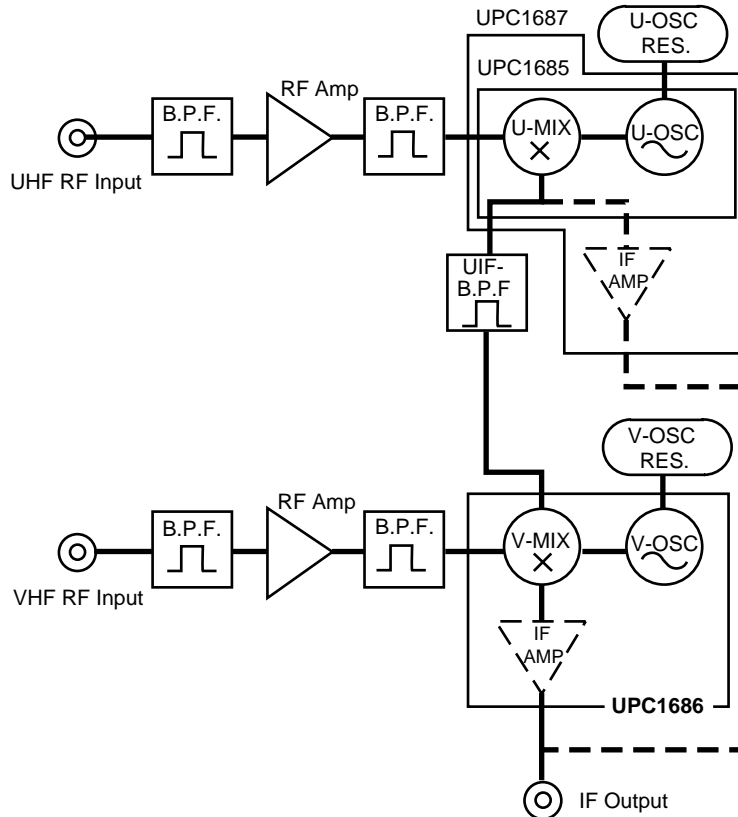 UPC1687
U-OSC
RES.
UPC1685
RF Amp
B.P.F.
B.P.F.
U-MIX
U-OSC
UHF RF Input
UIF-
B.P.F
IF
AMP
V-OSC
RES.
RF Amp
B.P.F.
B.P.F.
V-MIX
V-OSC
VHF RF Input
IF
AMP
UPC1686
IF Output